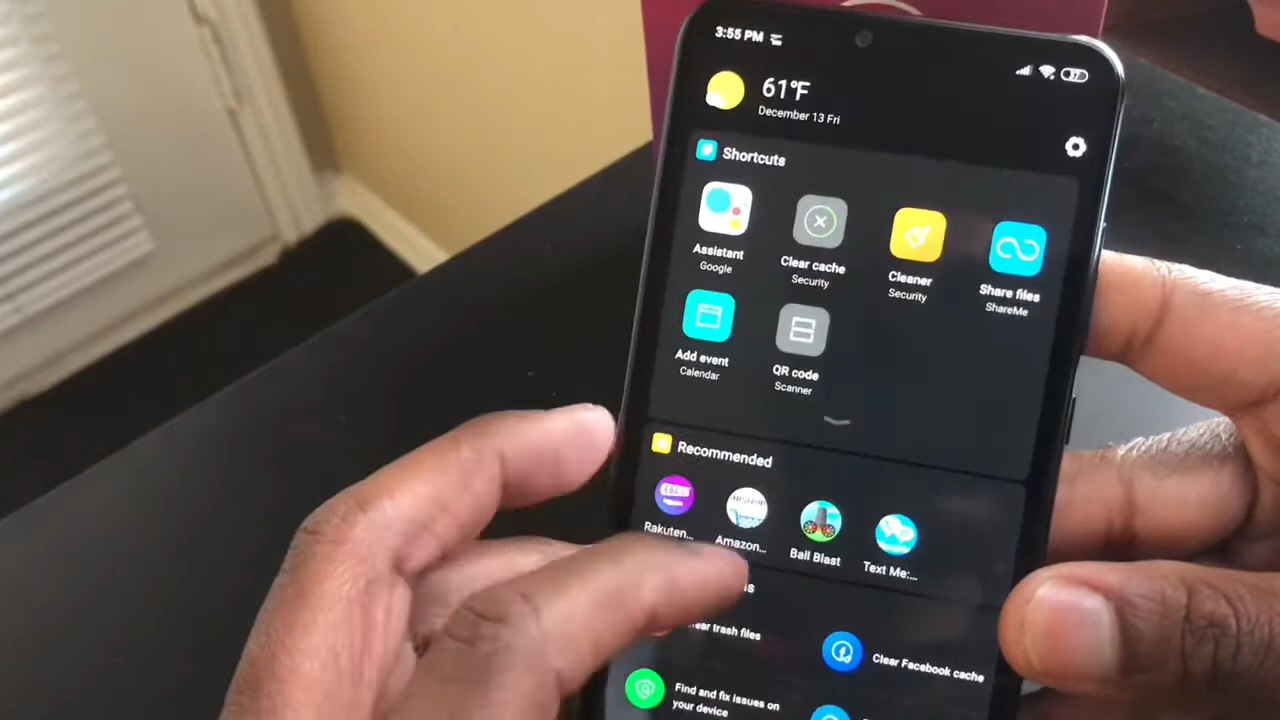 3:55 PM
37
61°F
December 13 Fri
Shortcuts
Assistant
Google
Clear cache
Security
Cleaner
Security
Share files
ShareMe
Add event
Calendar
QR code
Scanner
Recommended
Rakuten...
Amazon...
Ball Blast
Text Me:...
trash files
Clear Facebook cache
Find and fix issues on
your device